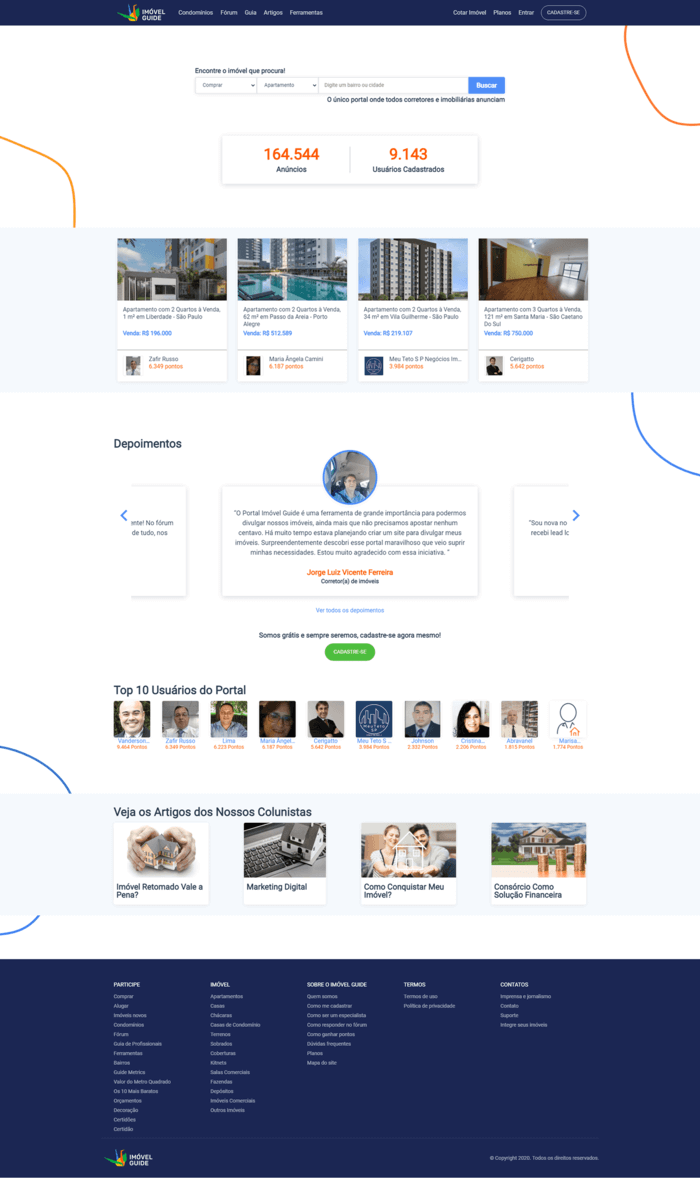 IMÓVEL
GUIDE
Condomínios Fórum Guia Artigos Ferramentas
Cotar Imóvel Planos Entrar CADASTRE-SE
Encontre o imóvel que procura!
Comprar Apartamento Digite um bairro ou cidade Buscar
O único portal onde todos corretores e imobiliárias anunciam
164.544
Anúncios
9.143
Usuários Cadastrados
Apartamento com 2 Quartos à Venda,
1 m² em Liberdade - São Paulo
Venda: R$ 196.000
Zafir Russo
6.349 pontos
Apartamento com 2 Quartos à Venda,
62 m² em Passo da Areia - Porto
Alegre
Venda: R$ 512.589
Maria Ângela Camini
6.187 pontos
Apartamento com 2 Quartos à Venda,
34 m² em Vila Guilherme - São Paulo
Venda: R$ 219.107
Meu Teto S P Negócios Im...
3.984 pontos
Apartamento com 3 Quartos à Venda,
121 m² em Santa Maria - São Caetano
Do Sul
Venda: R$ 750.000
Cerigatto
5.642 pontos
Depoimentos
ente! No fórum
de tudo, nos
"O Portal Imóvel Guide é uma ferramenta de grande importância para podermos
divulgar nossos imóveis, ainda mais que não precisamos apostar nenhum
centavo. Há muito tempo estava planejando criar um site para divulgar meus
imóveis. Surpreendentemente descobri esse portal maravilhoso que veio suprir
minhas necessidades. Estou muito agradecido com essa iniciativa. "
Jorge Luiz Vicente Ferreira
Corretor(a) de imóveis
"Sou nova no
recebi lead lo
Ver todos os depoimentos
Somos grátis e sempre seremos, cadastre-se agora mesmo!
CADASTRE-SE
Top 10 Usuários do Portal
Vanderson...
9.464 Pontos
Zafir Russo
6.349 Pontos
Lima
6.223 Pontos
Maria Ângel...
6.187 Pontos
Cerigatto
5.642 Pontos
MEU TETO
SP
Meu Teto S ...
3.984 Pontos
Johnson
2.332 Pontos
Cristina...
2.206 Pontos
Abravanel
1.815 Pontos
Marisa...
1.774 Pontos
Veja os Artigos dos Nossos Colunistas
Imóvel Retomado Vale a
Pena?
Marketing Digital
Como Conquistar Meu
Imóvel?
Consórcio Como
Solução Financeira
PARTICIPE
Comprar
Alugar
Imóveis novos
Condomínios
Fórum
Guia de Profissionais
Ferramentas
Bairros
Guide Metrics
Valor do Metro Quadrado
Os 10 Mais Baratos
Orçamentos
Decoração
Certidões
Certidão
IMÓVEL
Apartamentos
Casas
Chácaras
Casas de Condomínio
Terrenos
Sobrados
Coberturas
Kitnets
Salas Comerciais
Fazendas
Depósitos
Imóveis Comerciais
Outros Imóveis
SOBRE O IMÓVEL GUIDE
Quem somos
Como me cadastrar
Como ser um especialista
Como responder no fórum
Como ganhar pontos
Dúvidas frequentes
Planos
Mapa do site
TERMOS
Termos de uso
Política de privacidade
CONTATOS
Imprensa e jornalismo
Contato
Suporte
Integre seus imóveis
IMÓVEL
GUIDE
© Copyright 2020. Todos os direitos reservados.